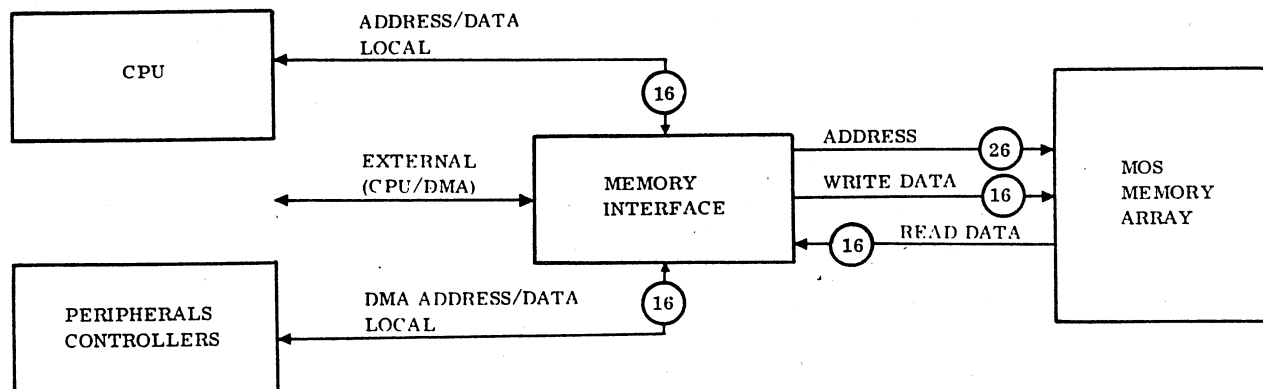 ADDRESS/DATA
LOCAL
CPU
16
EXTERNAL
(CPU/DMA)
MEMORY
INTERFACE
ADDRESS
26
WRITE DATA
16
16
READ DATA
MOS
MEMORY
ARRAY
PERIPHERALS
CONTROLLERS
DMA ADDRESS/DATA
LOCAL
16